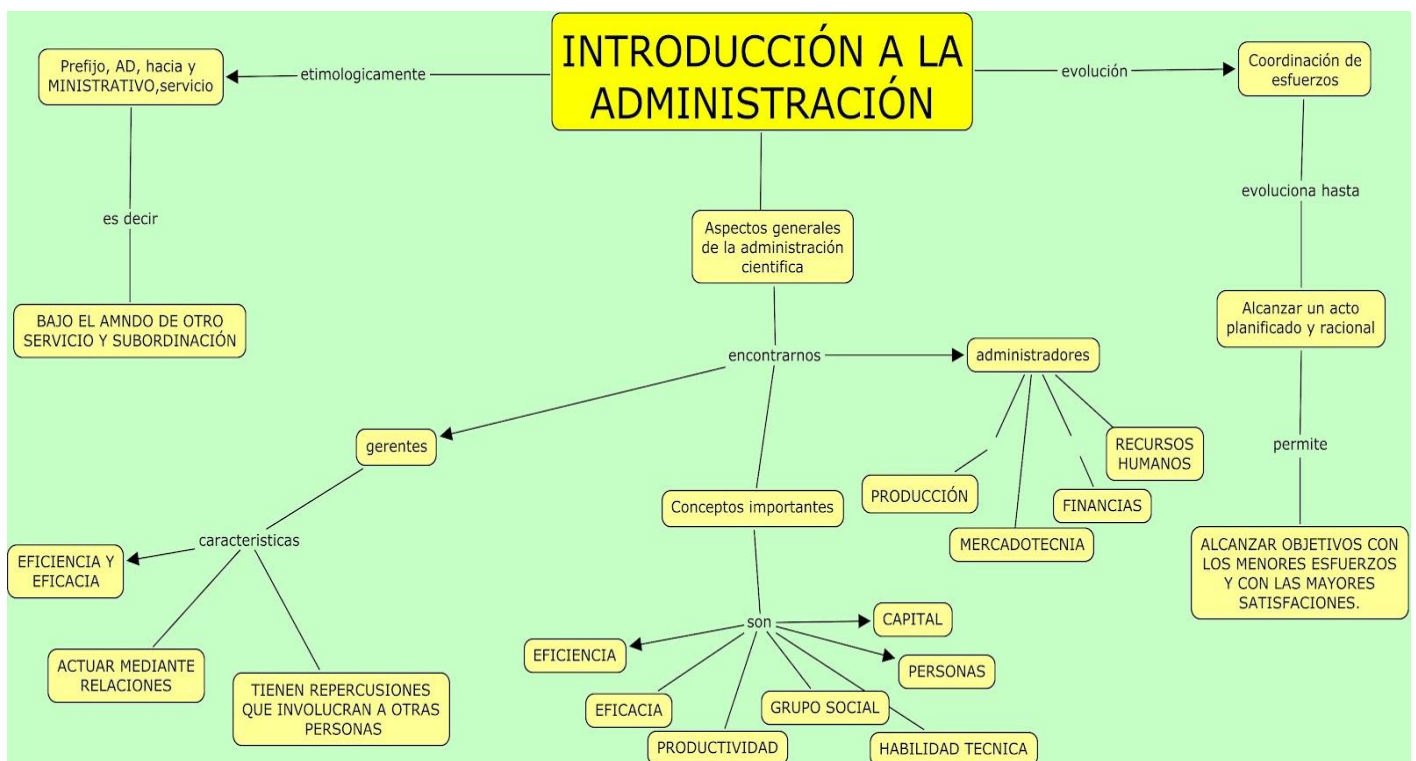 INTRODUCCIÓN A LA
ADMINISTRACIÓN
etimologicamente
Prefijo, AD, hacia y
MINISTRATIVO,servicio
es decir
BAJO EL AMNDO DE OTRO
SERVICIO Y SUBORDINACIÓN
evolución
Coordinación de
esfuerzos
evoluciona hasta
Alcanzar un acto
planificado y racional
permite
ALCANZAR OBJETIVOS CON
LOS MENORES ESFUERZOS
Y CON LAS MAYORES
SATISFACIONES.
Aspectos generales
de la administración
cientifica
encontrarnos
administradores
PRODUCCIÓN
MERCADOTECNIA
FINANCIAS
RECURSOS
HUMANOS
gerentes
características
EFICIENCIA Y
EFICACIA
ACTUAR MEDIANTE
RELACIONES
TIENEN REPERCUSIONES
QUE INVOLUCRAN A OTRAS
PERSONAS
Conceptos importantes
son
EFICIENCIA
EFICACIA
PRODUCTIVIDAD
GRUPO SOCIAL
HABILIDAD TECNICA
PERSONAS
CAPITAL